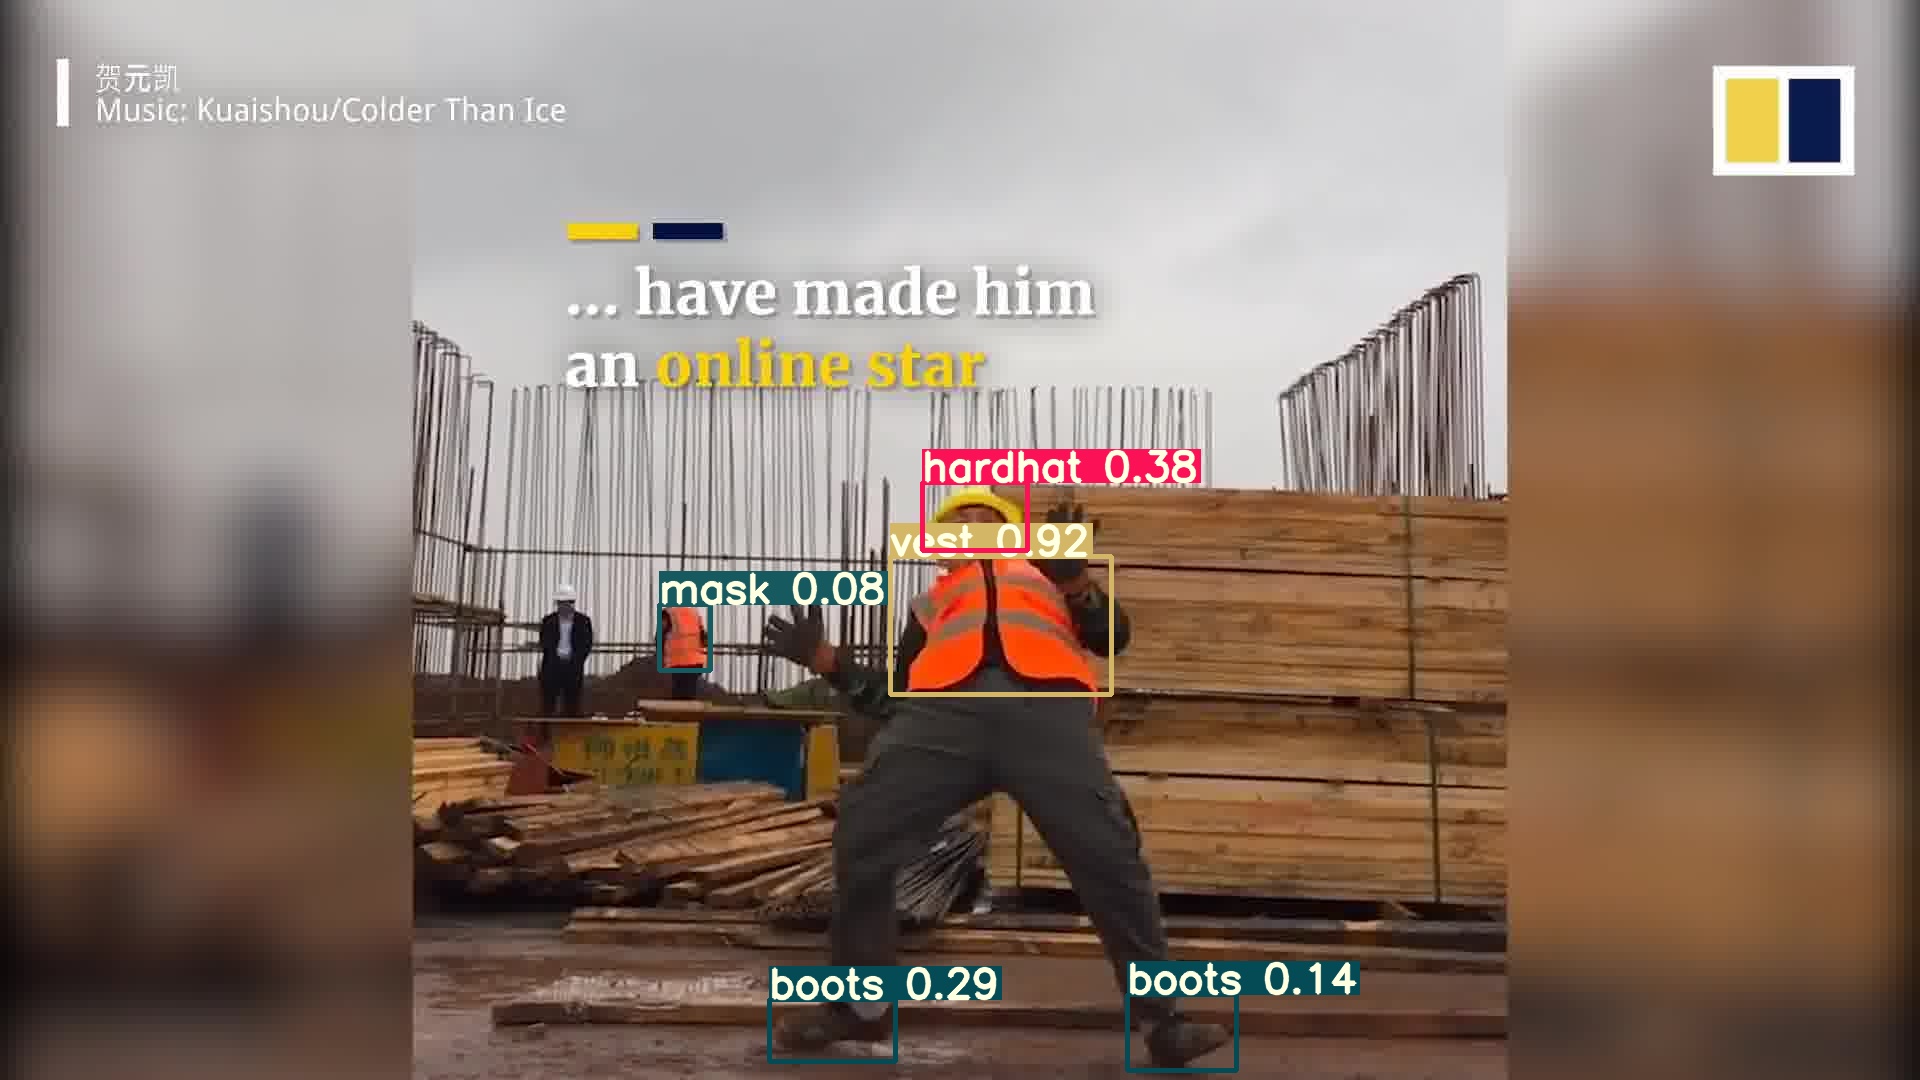 贺元凯
Music: Kuaishou/Colder Than Ice
... have made him
an online star
hardhat 0.38
vest 0.92
mask 0.08
boots 0.29
boots 0.14